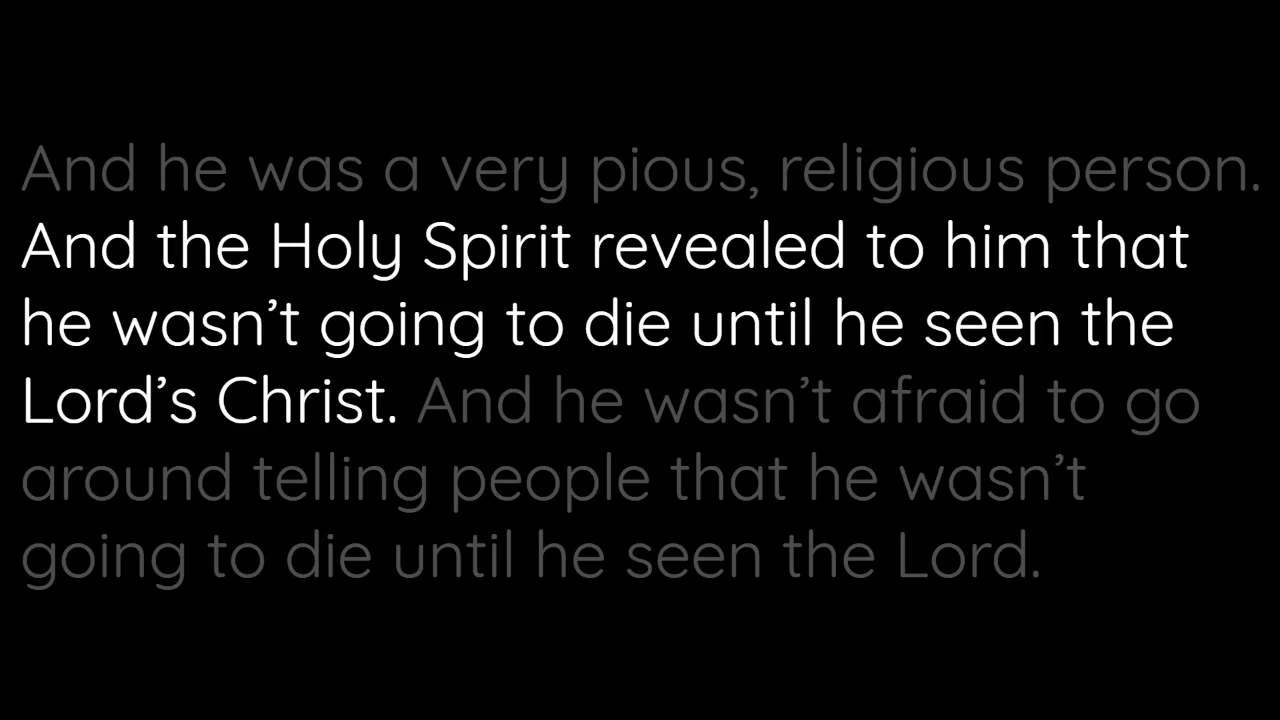 And he was a very pious, religious person.
And the Holy Spirit revealed to him that
he wasn’t going to die until he seen the
Lord’s Christ. And he wasn’t afraid to go
around telling people that he wasn’t
going to die until he seen the Lord.